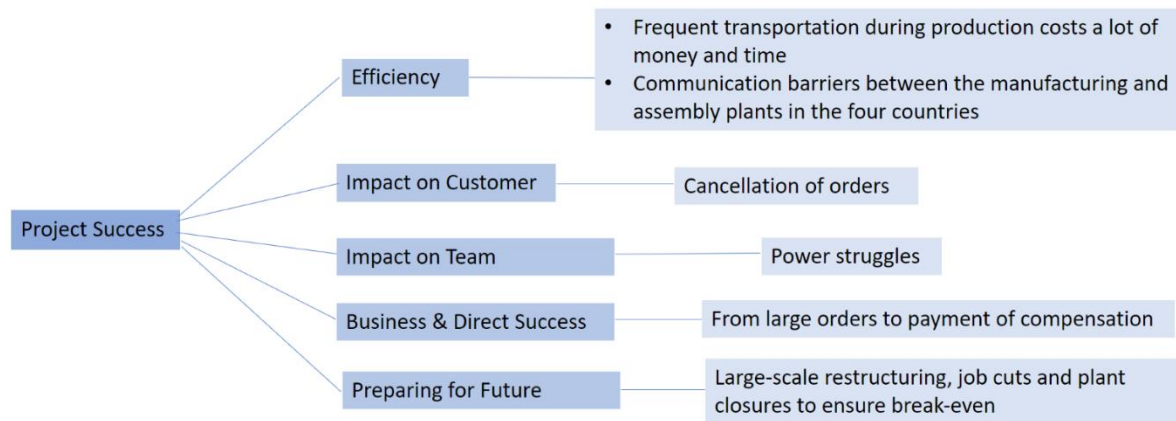 • Frequent transportation during production costs a lot of
money and time
• Communication barriers between the manufacturing and
assembly plants in the four countries
Efficiency
Impact on Customer
Cancellation of orders
Project Success
Impact on Team
Power struggles
Business & Direct Success
From large orders to payment of compensation
Preparing for Future
Large-scale restructuring, job cuts and plant
closures to ensure break-even